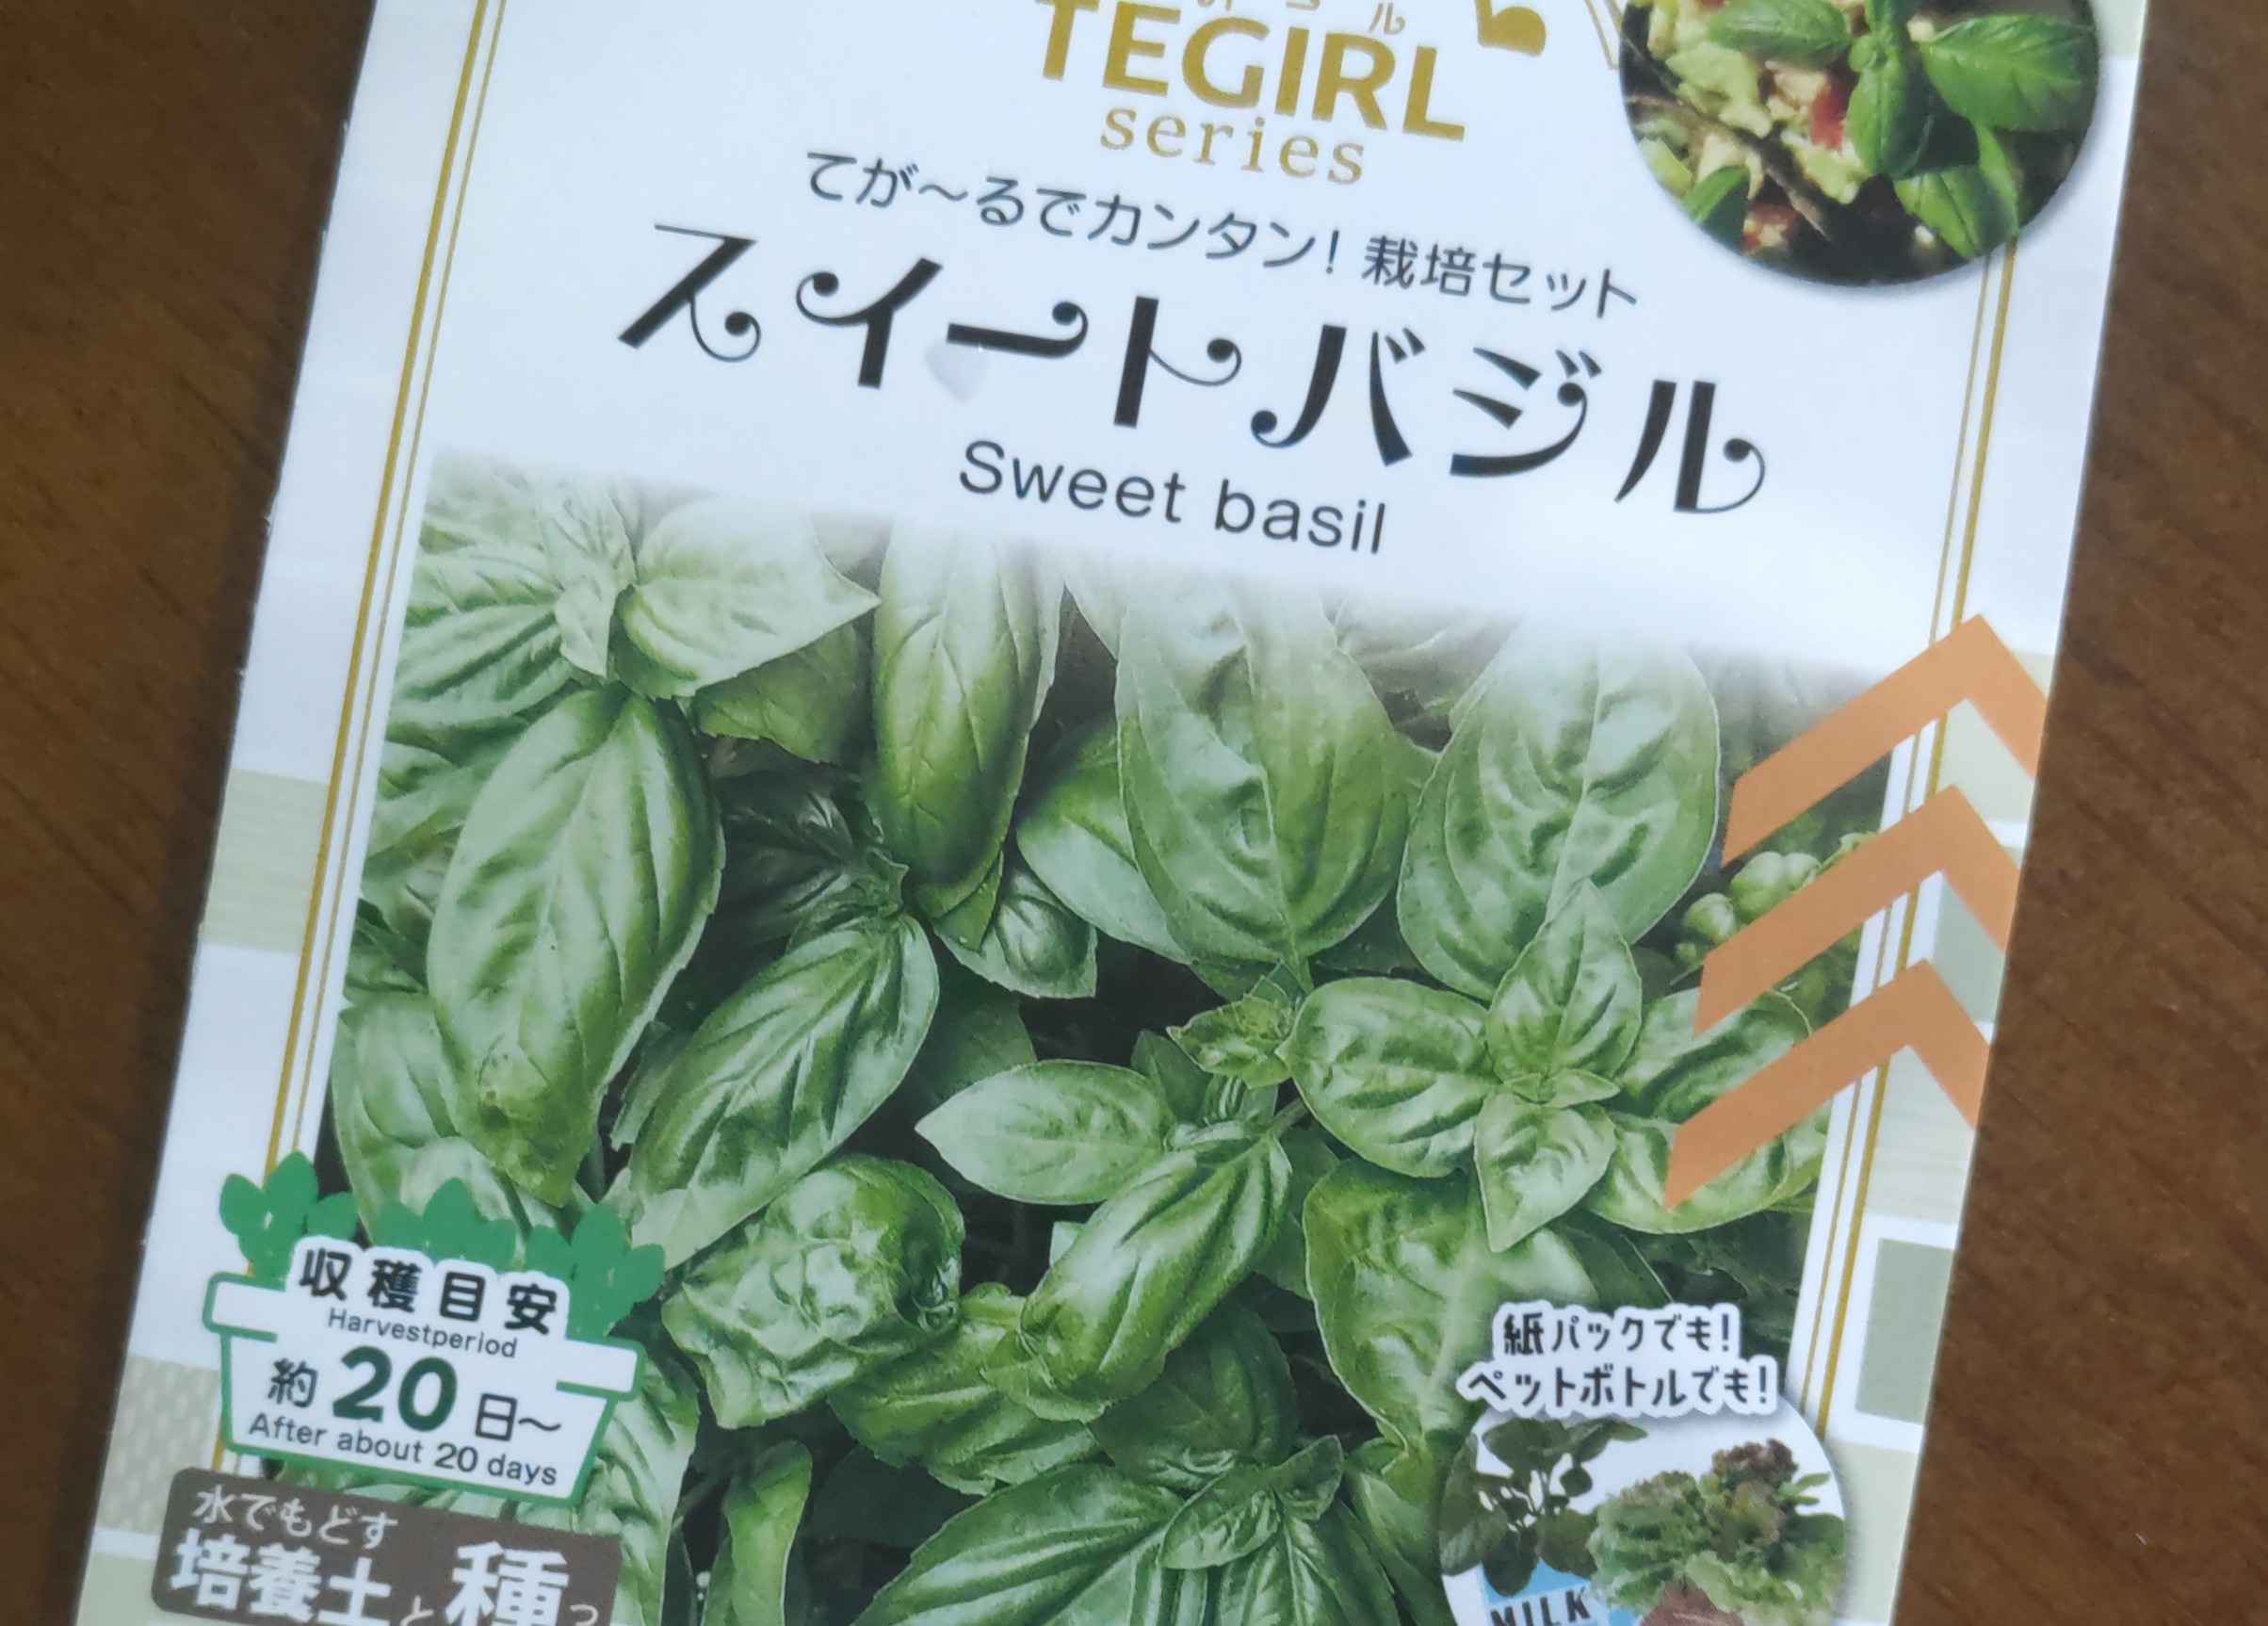 TEGIRL
series
てが～るでカンタン! 栽培セット
スイートバジル
Sweet basil
収穫目安
Harvestperiod
約20日～
After about 20 days
紙パックでも!
ペットボトルでも!
水でもどす
培養土と種っ
MILK